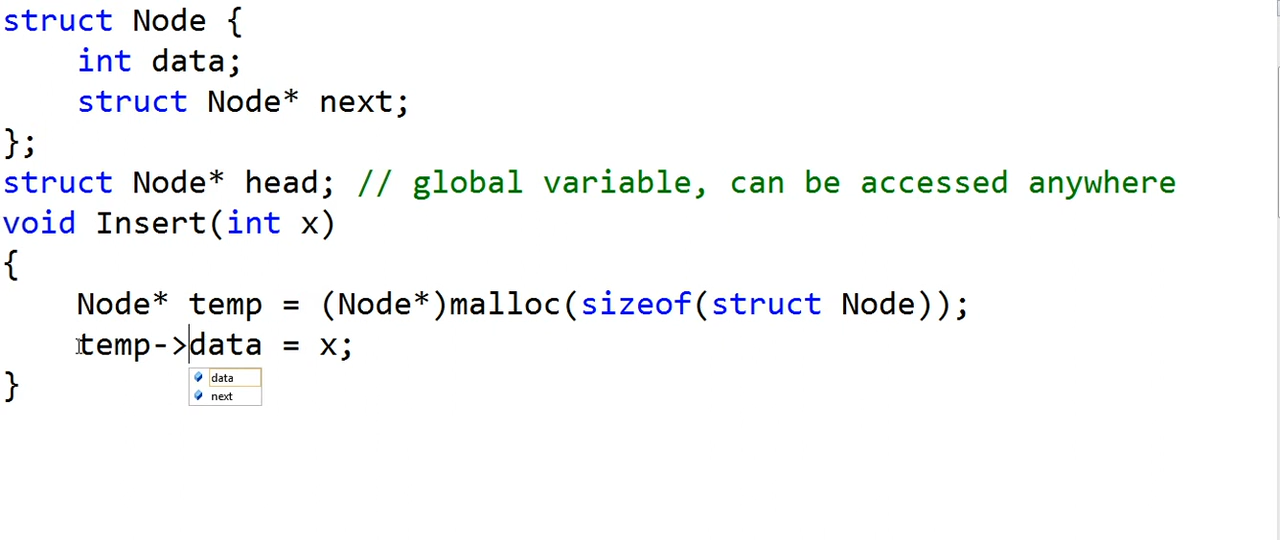 struct Node {
    int data;
    struct Node* next;
};
struct Node* head; // global variable, can be accessed anywhere
void Insert(int x)
{
    Node* temp = (Node*)malloc(sizeof(struct Node));
    temp->data = x;
data
}
next